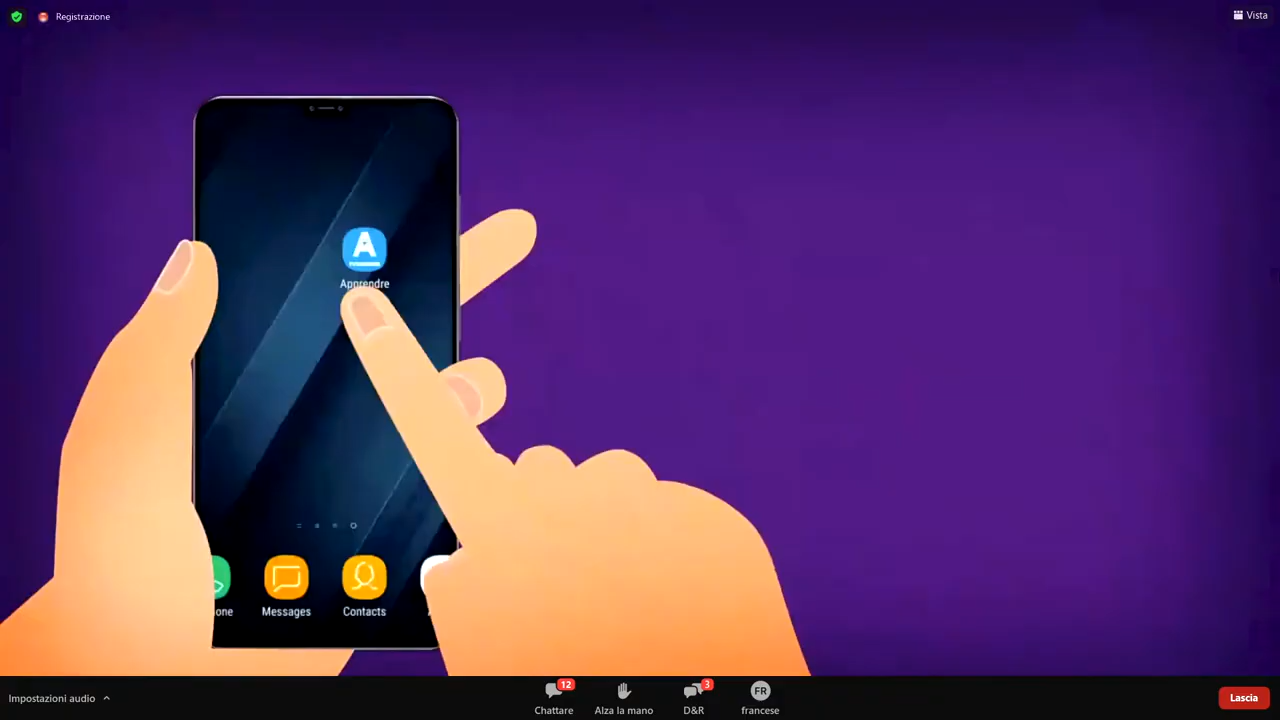 Registrazione
Vista
A
Apprendre
one
Messages
Contacts
Impostazioni audio
12
Chattare
Alza la mano
3
D&R
FR
francese
Lascia